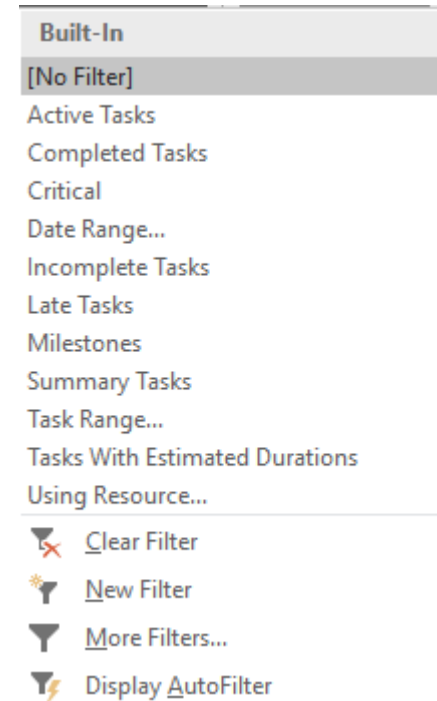 Built-In
[No Filter]
Active Tasks
Completed Tasks
Critical
Date Range...
Incomplete Tasks
Late Tasks
Milestones
Summary Tasks
Task Range...
Tasks With Estimated Durations
Using Resource...
Clear Filter
New Filter
More Filters...
Display AutoFilter